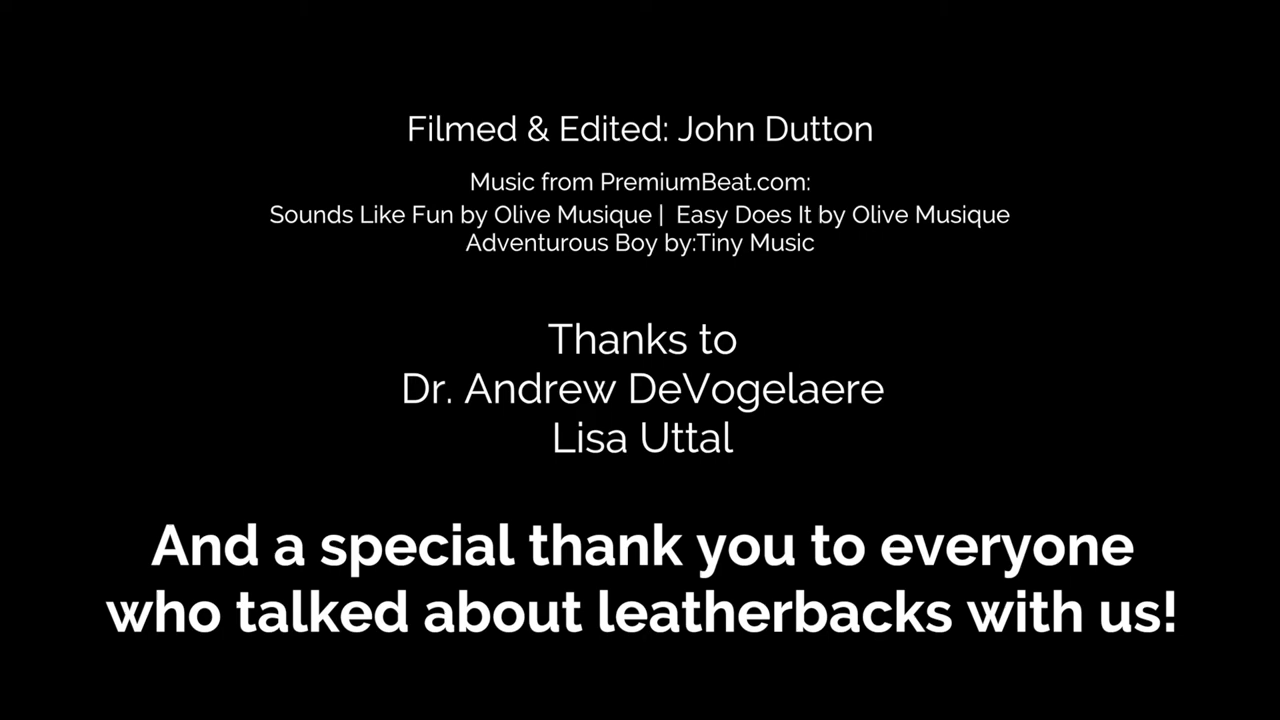 Filmed & Edited: John Dutton
Music from PremiumBeat.com:
Sounds Like Fun by Olive Musique | Easy Does It by Olive Musique
Adventurous Boy by:Tiny Music
Thanks to
Dr. Andrew DeVogelaere
Lisa Uttal
And a special thank you to everyone
who talked about leatherbacks with us!